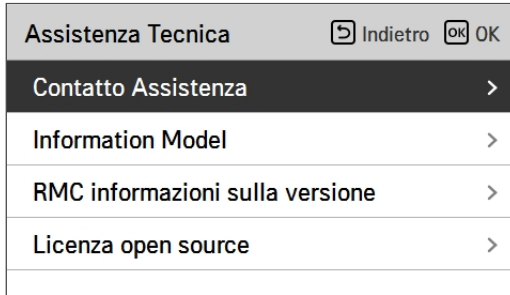 Assistenza Tecnica Indietro OK OK
Contatto Assistenza
Information Model
RMC informazioni sulla versione
Licenza open source